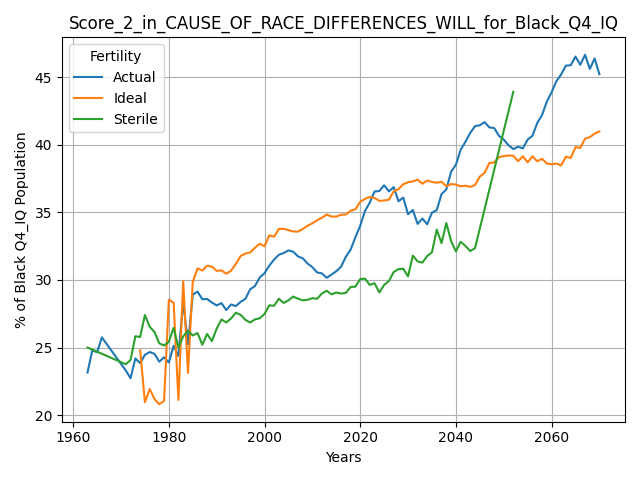 Score_2_in_CAUSE_OF_RACE_DIFFERENCES_WILL_for_Black_Q4_IQ
Fertility
Actual
Ideal
Sterile
% of Black Q4_IQ Population
45
40
35
30
25
20
1960
1980
2000
2020
2040
2060
Years